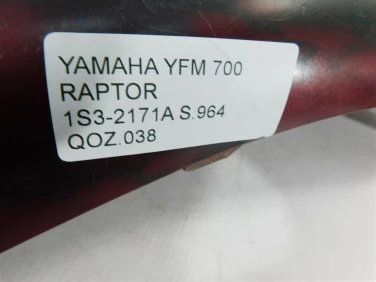 YAMAHA YFM 700
RAPTOR
1S3-2171A S.964
QOZ.038